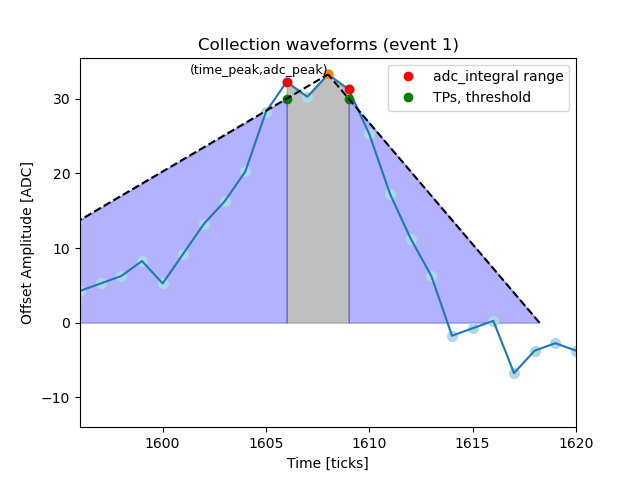 Collection waveforms (event 1)
(time_peak,adc_peak)
adc_integral range
TPs, threshold
Offset Amplitude [ADC]
30
20
10
0
−10
1600
1605
1610
1615
1620
Time [ticks]